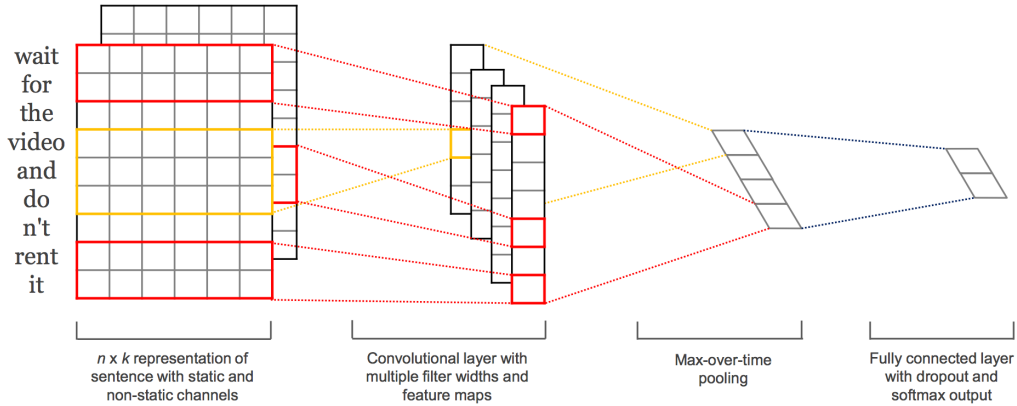 wait
for
the
video
and
do
n't
rent
it
n x k representation of
sentence with static and
non-static channels
Convolutional layer with
multiple filter widths and
feature maps
Max-over-time
pooling
Fully connected layer
with dropout and
softmax output